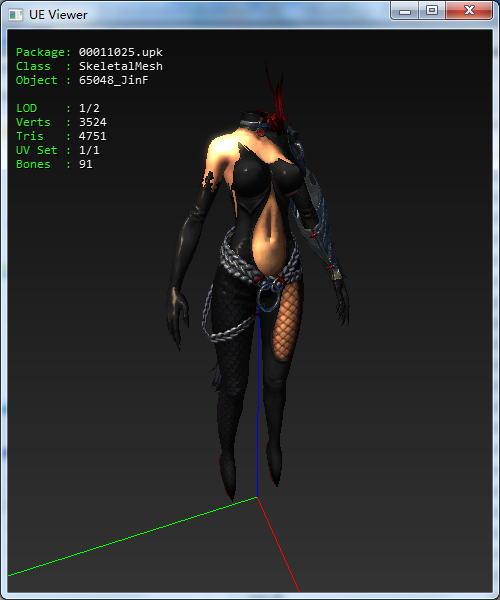 UE Viewer
Package: 00011025.upk
Class : SkeletalMesh
Object : 65048_JinF
LOD : 1/2
Verts : 3524
Tris : 4751
UV Set : 1/1
Bones : 91